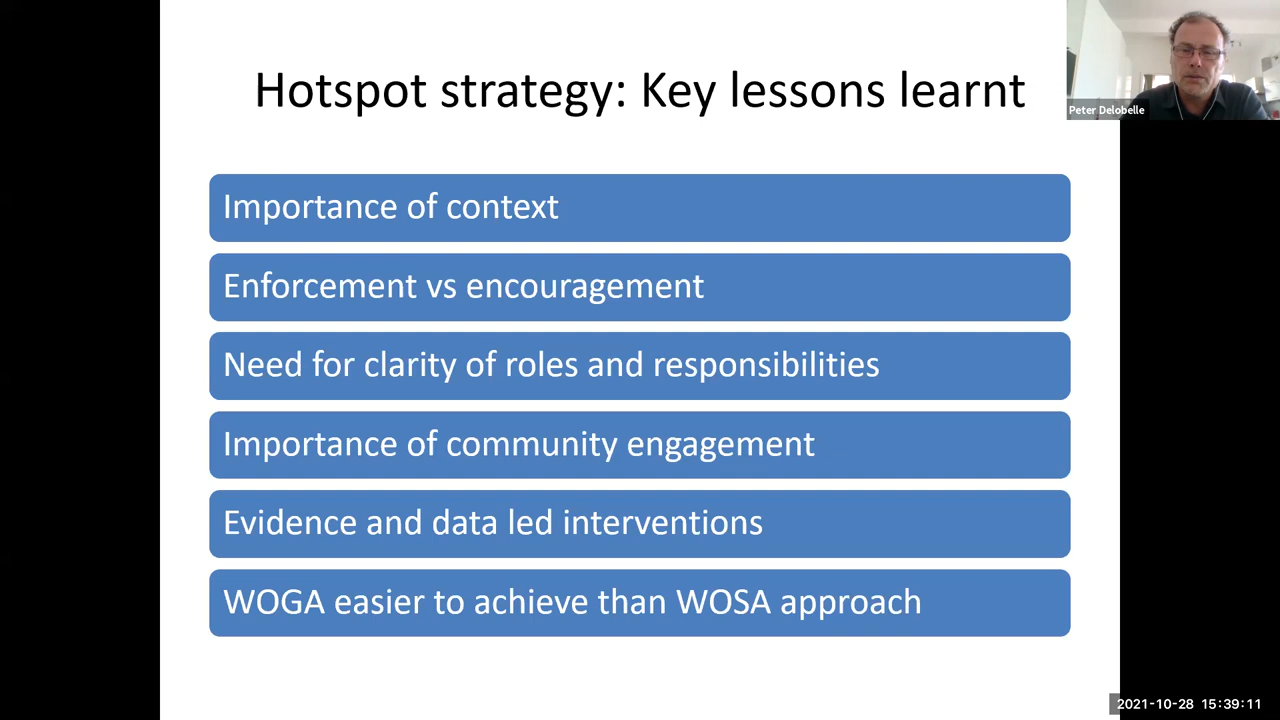 Hotspot strategy: Key lessons learnt
Peter Delobelle
Importance of context
Enforcement vs encouragement
Need for clarity of roles and responsibilities
Importance of community engagement
Evidence and data led interventions
WOGA easier to achieve than WOSA approach
2021-10-28 15:39:11